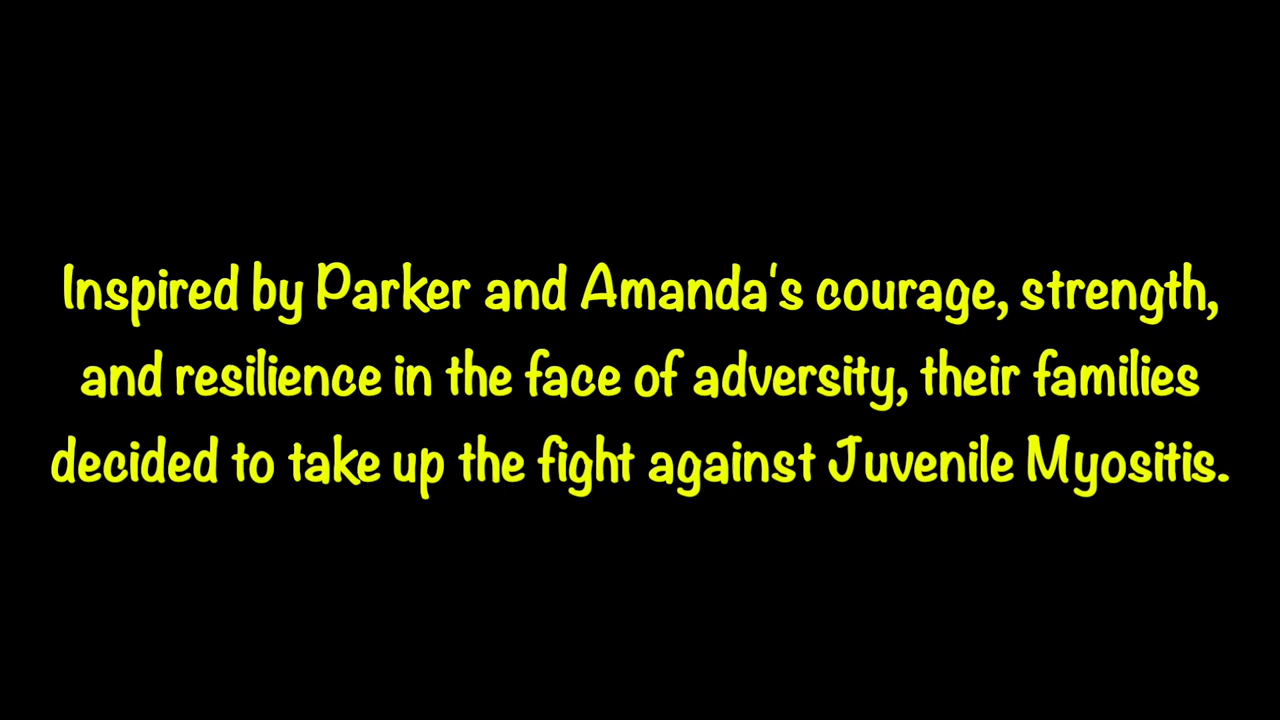 Inspired by Parker and Amanda's courage, strength,
and resilience in the face of adversity, their families
decided to take up the fight against Juvenile Myositis.